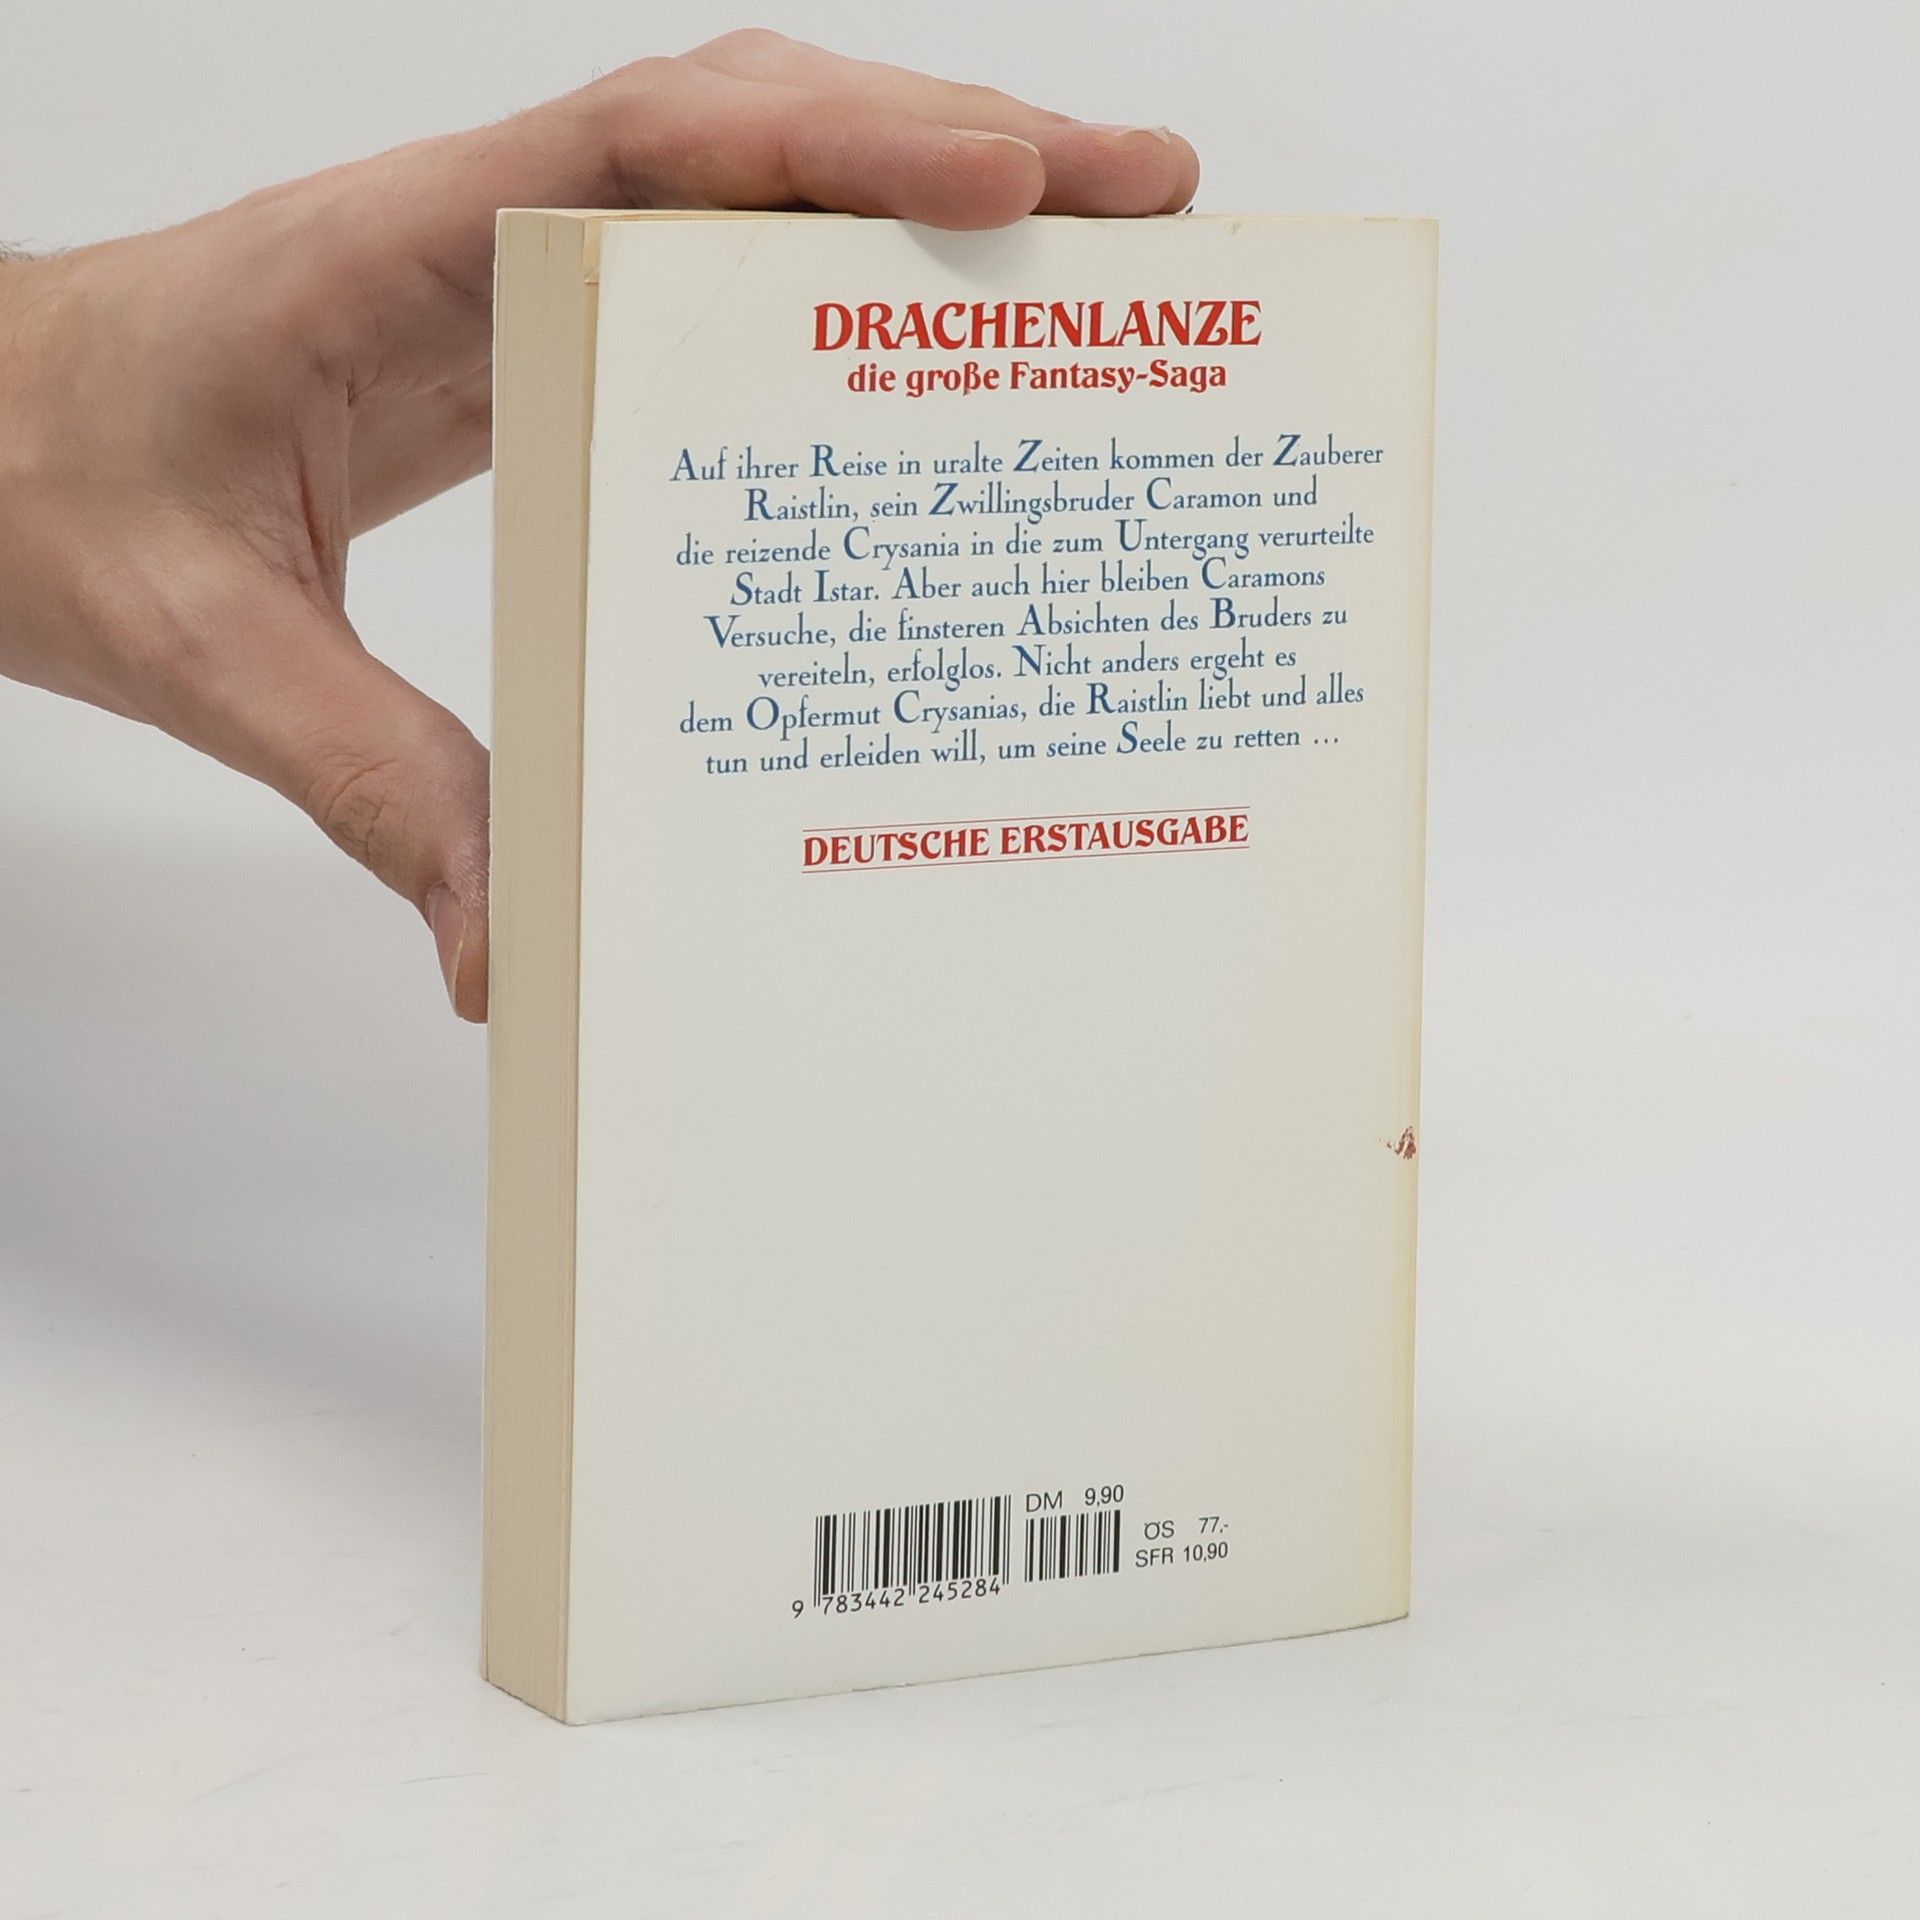 DRACHENLANZE
die große Fantasy-Saga
Auf ihrer Reise in uralte Zeiten kommen der Zauberer
Raistlin, sein Zwillingsbruder Caramon und
die reizende Crysania in die zum Untergang verurteilte
Stadt Istar. Aber auch hier bleiben Caramons
Versuche, die finsteren Absichten des Bruders zu
vereiteln, erfolglos. Nicht anders ergeht es
dem Opfermut Crysanias, die Raistlin liebt und alles
tun und erleiden will, um seine Seele zu retten ...
DEUTSCHE ERSTAUSGABE
DM 9,90
ÖS 77,-
SFR 10,90
9 783442 245284